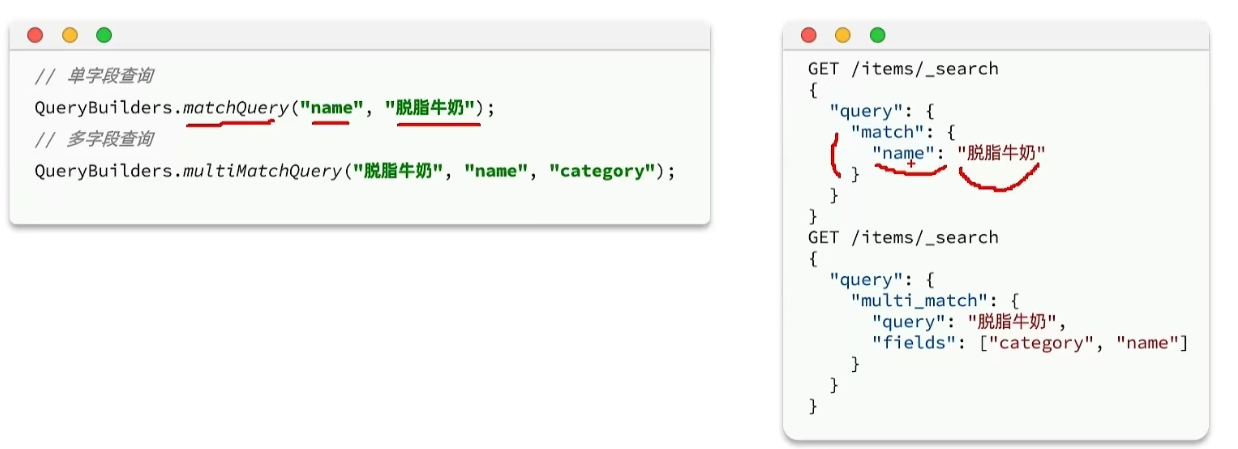 // 单字段查询
QueryBuilders.matchQuery("name", "脱脂牛奶");
// 多字段查询
QueryBuilders.multiMatchQuery("脱脂牛奶", "name", "category");
GET /items/_search
{
  "query": {
    "match": {
      "name": "脱脂牛奶"
    }
  }
}
GET /items/_search
{
  "query": {
    "multi_match": {
      "query": "脱脂牛奶",
      "fields": ["category", "name"]
    }
  }
}